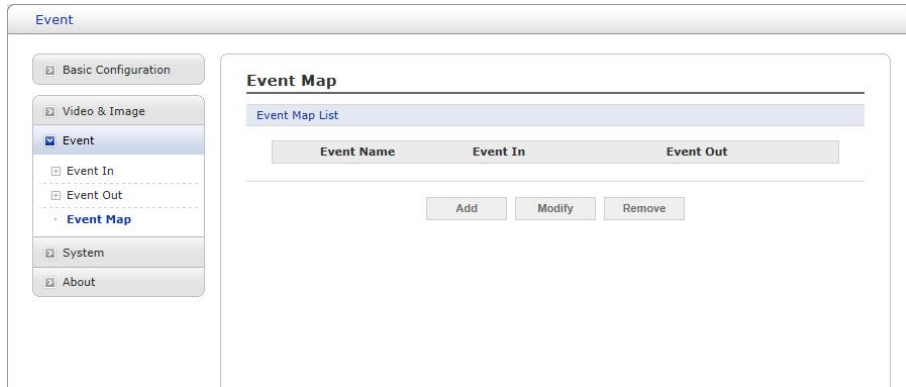 Event
Basic Configuration
Video & Image
Event
Event In
Event Out
Event Map
System
About
Event Map
Event Map List
Event Name Event In Event Out
Add Modify Remove